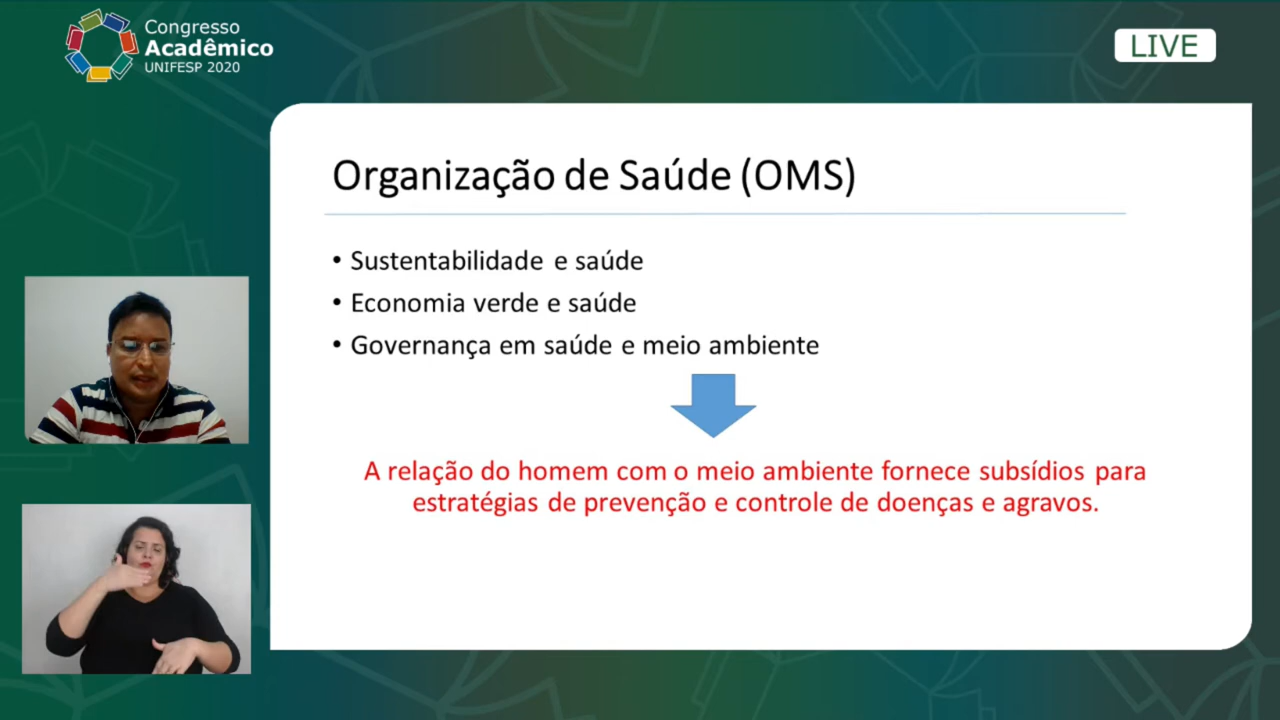 Congresso
Acadêmico
UNIFESP 2020
LIVE
Organização de Saúde (OMS)
• Sustentabilidade e saúde
• Economia verde e saúde
• Governança em saúde e meio ambiente
A relação do homem com o meio ambiente fornece subsídios para
estratégias de prevenção e controle de doenças e agravos.